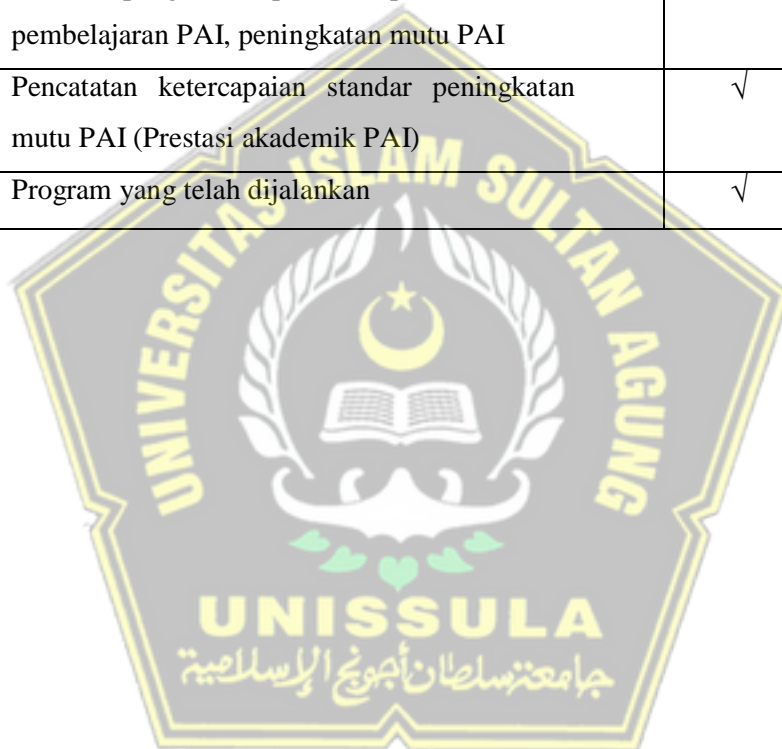 pembelajaran PAI, peningkatan mutu PAI
Pencatatan ketercapaian standar peningkatan √
mutu PAI (Prestasi akademik PAI)
Program yang telah dijalankan √
UNIVERSITAS ISLAM SULTAN AGUNG
UNISSULA
جامعة سلطان أجونج الإسلامية